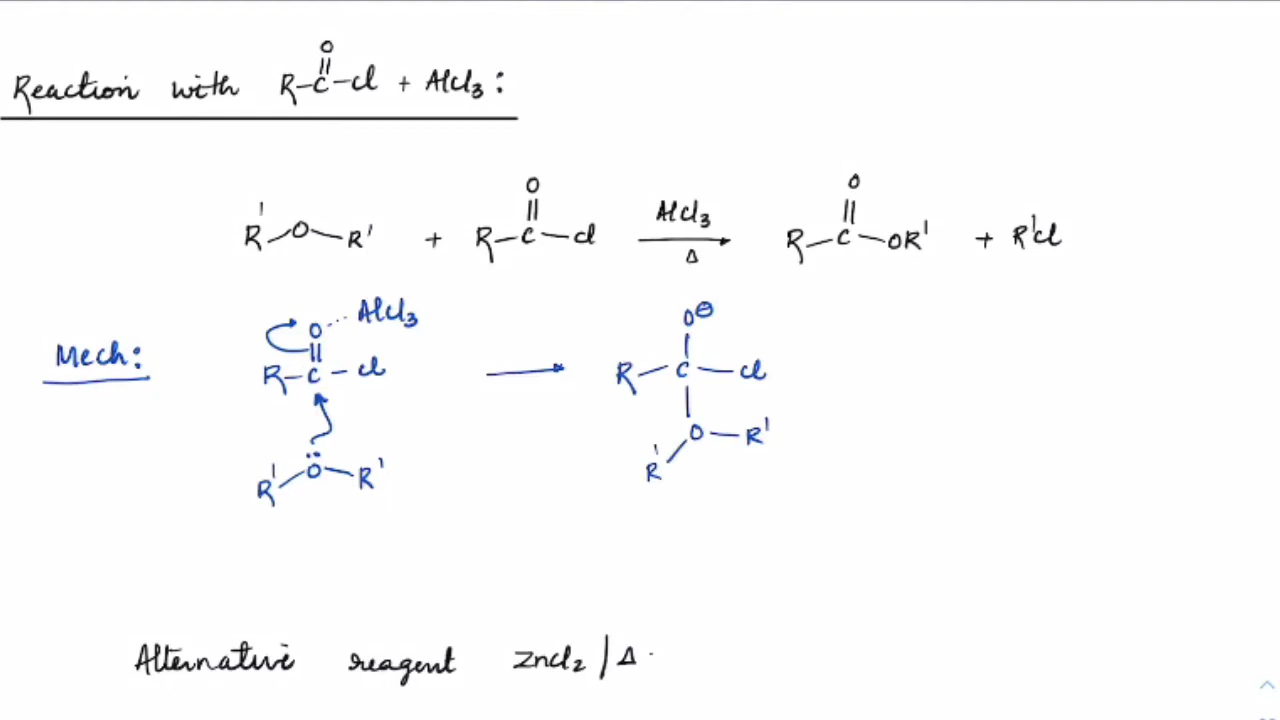 Reaction with R-C(=O)-Cl + AlCl₃ :
R'-O-R' + R-C(=O)-Cl —AlCl₃/Δ→ R-C(=O)-OR' + R'Cl
Mech: R-C(=O···AlCl₃)-Cl → R-C(O⊖)-Cl
R'-Ö-R' O-R' R'
Alternative reagent ZnCl₂ / Δ.